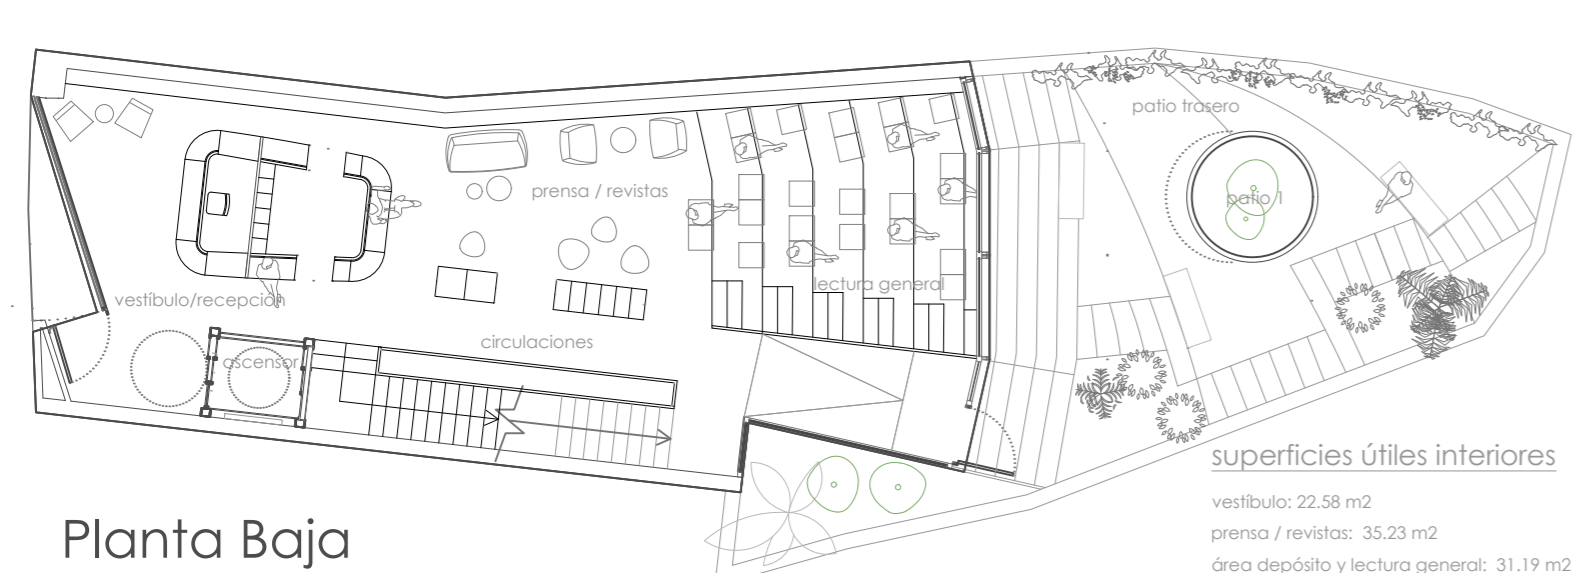 patio trasero
prensa / revistas
patio 1
lectura general
vestíbulo/recepción
circulaciones
ascensor
Planta Baja
superficies útiles interiores
vestíbulo: 22.58 m2
prensa / revistas: 35.23 m2
área depósito y lectura general: 31.19 m2